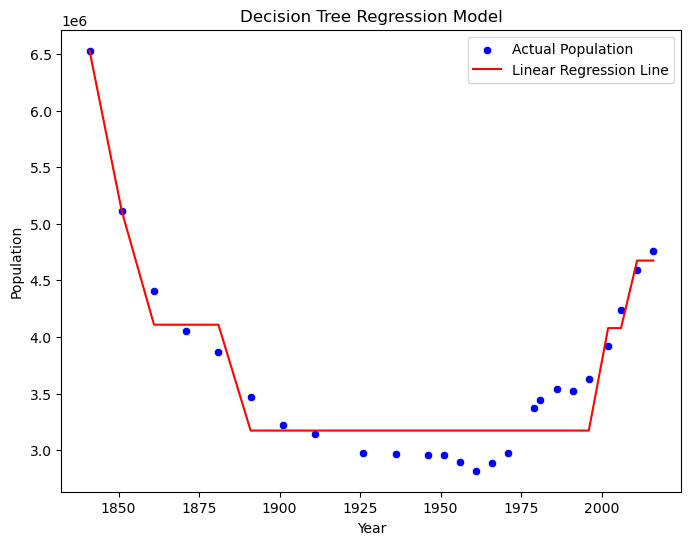 Decision Tree Regression Model
1e6
Actual Population
Linear Regression Line
6.5
6.0
5.5
5.0
4.5
4.0
3.5
3.0
Population
1850
1875
1900
1925
1950
1975
2000
Year